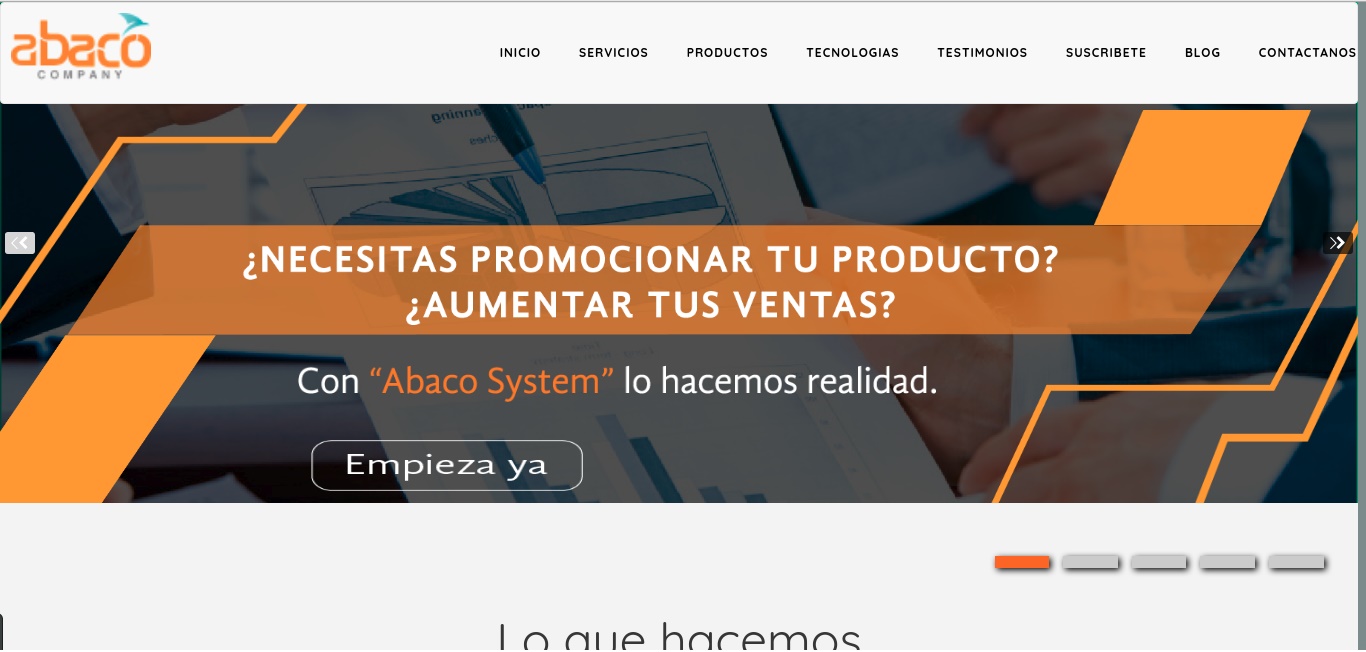 abaco
COMPANY
INICIO SERVICIOS PRODUCTOS TECNOLOGIAS TESTIMONIOS SUSCRIBETE BLOG CONTACTANOS
¿NECESITAS PROMOCIONAR TU PRODUCTO?
¿AUMENTAR TUS VENTAS?
Con “Abaco System” lo hacemos realidad.
Empieza ya
Lo que hacemos